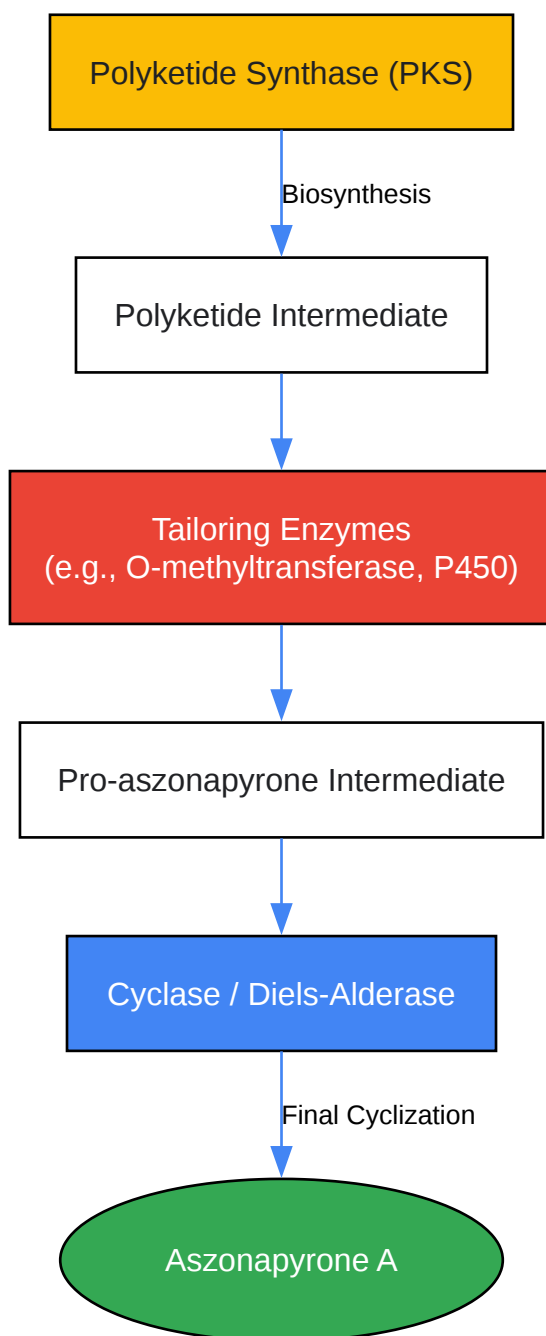 Polyketide Synthase (PKS)
Biosynthesis
Polyketide Intermediate
Tailoring Enzymes
(e.g., O-methyltransferase, P450)
Pro-aszonapyrone Intermediate
Cyclase / Diels-Alderase
Final Cyclization
Aszonapyrone A